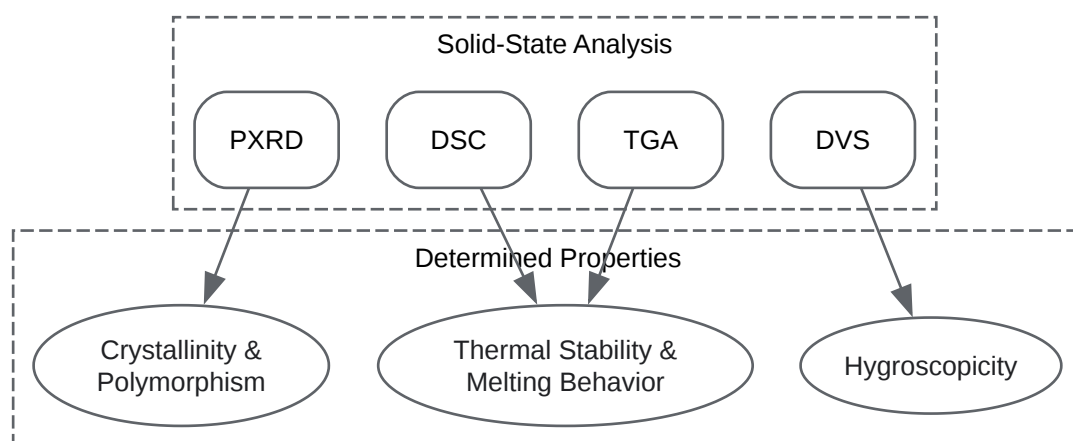 Solid-State Analysis
PXRD
DSC
TGA
DVS
Determined Properties
Crystallinity &
Polymorphism
Thermal Stability &
Melting Behavior
Hygroscopicity